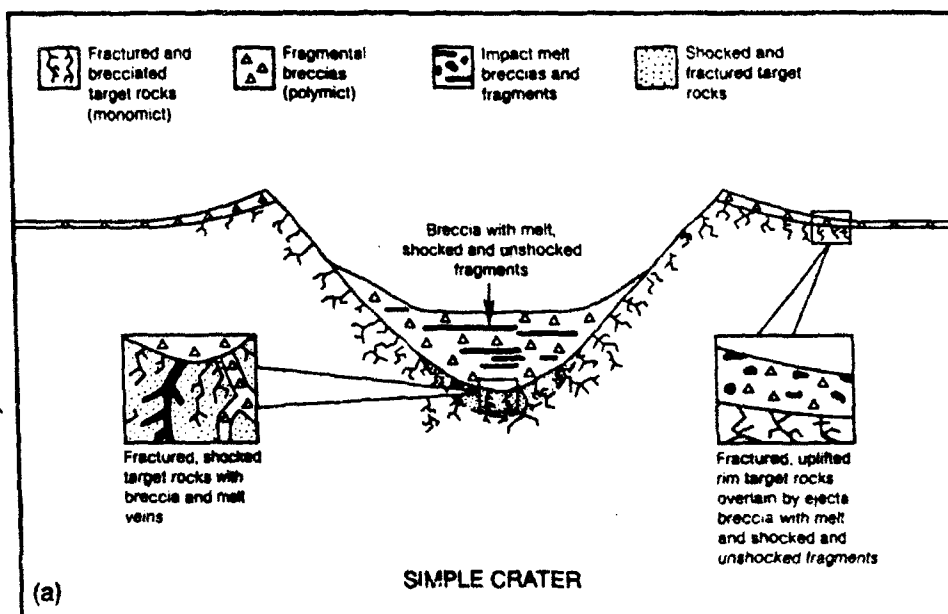 Fractured and
brecciated
target rocks
(monomict)
Fragmental
breccias
(polymict)
Impact melt
breccias and
fragments
Shocked and
fractured target
rocks
Breccia with melt,
shocked and unshocked
fragments
Fractured, shocked
target rocks with
breccia and melt
veins
Fractured, uplifted
rim target rocks
overlain by ejecta
breccia with melt
and shocked and
unshocked fragments
(a)
SIMPLE CRATER